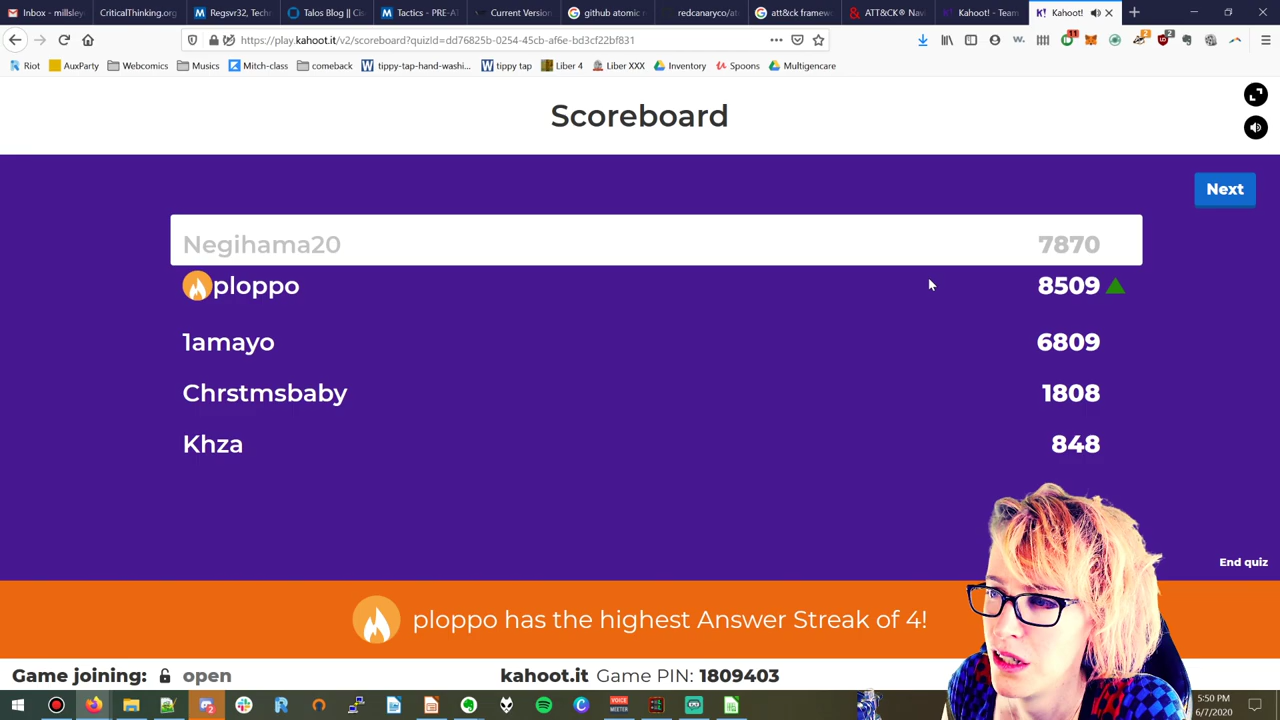 Inbox - millsley
CriticalThinking.org
Regsvr32, Techn
Talos Blog || Cis
Tactics - PRE-AT
Current Version
github atomic r
redcanaryco/at
att&ck framew
ATT&CK® Navi
Kahoot! - Team
Kahoot!
https://play.kahoot.it/v2/scoreboard?quizId=dd76825b-0254-45cb-af6e-bd3cf22bf831
Riot
AuxParty
Webcomics
Musics
Mitch-class
comeback
tippy-tap-hand-washi...
tippy tap
Liber 4
Liber XXX
Inventory
Spoons
Multigencare
Scoreboard
Next
Negihama20 7870
ploppo 8509
1amayo 6809
Chrstmsbaby 1808
Khza 848
End quiz
ploppo has the highest Answer Streak of 4!
Game joining: open
kahoot.it Game PIN: 1809403
5:50 PM
6/7/2020